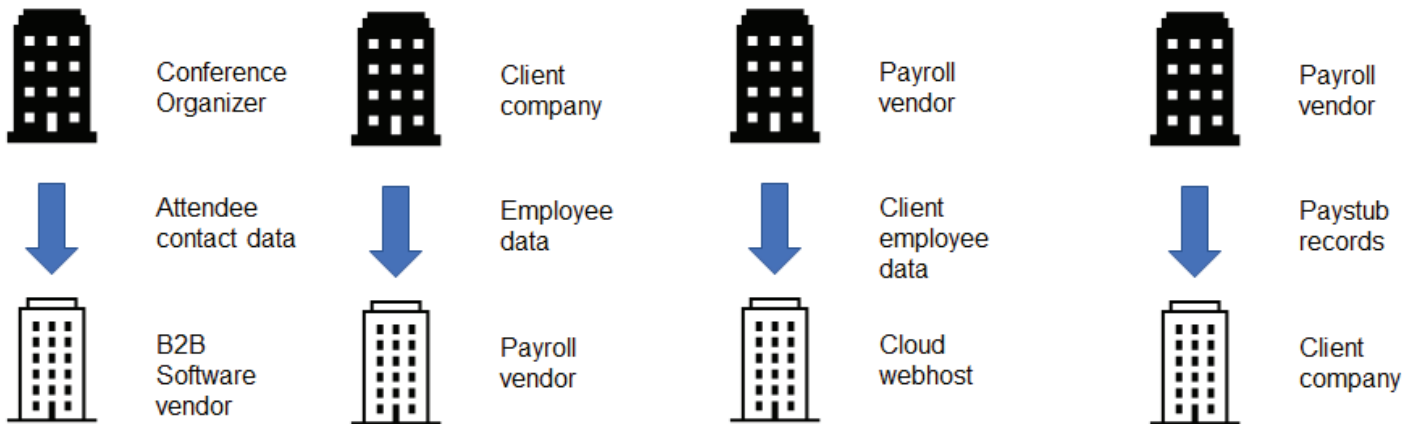 Conference
Organizer
Attendee
contact data
B2B
Software
vendor
Client
company
Employee
data
Payroll
vendor
Payroll
vendor
Client
employee
data
Cloud
webhost
Payroll
vendor
Paystub
records
Client
company